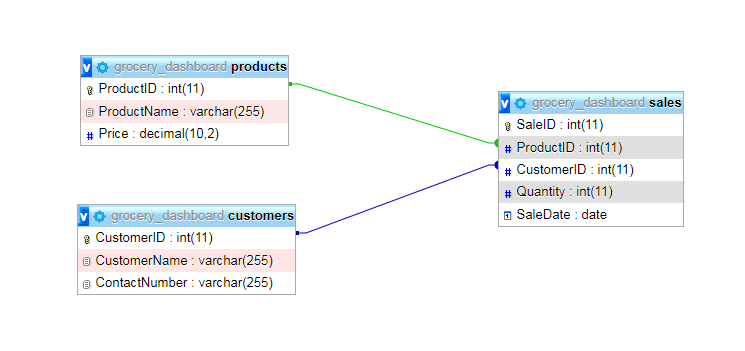 grocery_dashboard products
ProductID : int(11)
ProductName : varchar(255)
# Price : decimal(10,2)
grocery_dashboard sales
SaleID : int(11)
# ProductID : int(11)
# CustomerID : int(11)
# Quantity : int(11)
SaleDate : date
grocery_dashboard customers
CustomerID : int(11)
CustomerName : varchar(255)
ContactNumber : varchar(255)